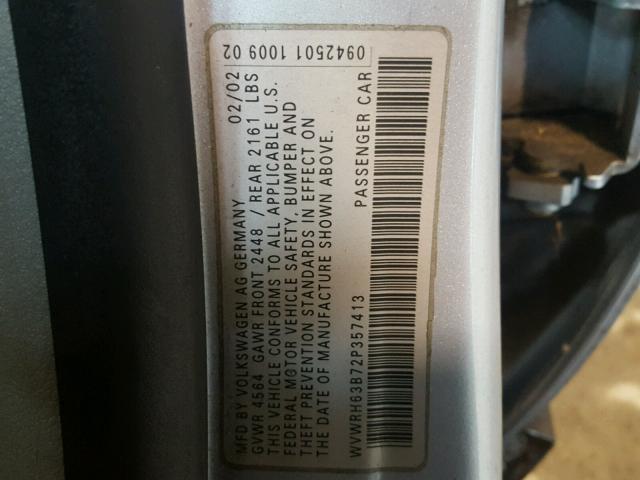 MFD BY VOLKSWAGEN AG GERMANY 02/02
GVWR 4564 GAWR FRONT 2448 / REAR 2161 LBS
THIS VEHICLE CONFORMS TO ALL APPLICABLE U.S.
FEDERAL MOTOR VEHICLE SAFETY, BUMPER AND
THEFT PREVENTION STANDARDS IN EFFECT ON
THE DATE OF MANUFACTURE SHOWN ABOVE.
WVWRH63B72P357413 PASSENGER CAR
0942501 1009 02